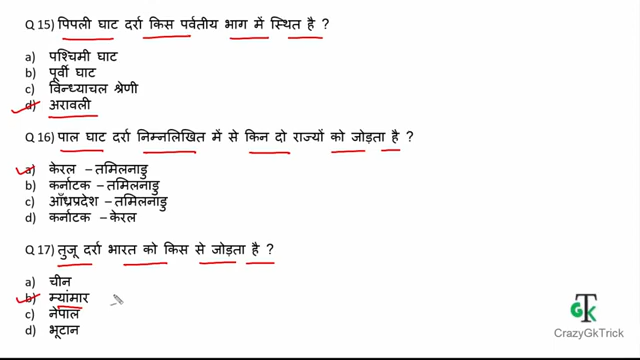 Q 15) पिपली घाट दर्रा किस पर्वतीय भाग में स्थित है ?
a) पश्चिमी घाट
b) पूर्वी घाट
c) विन्ध्याचल श्रेणी
d) अरावली
Q 16) पाल घाट दर्रा निम्नलिखित में से किन दो राज्यों को जोड़ता है ?
a) केरल – तमिलनाडु
b) कर्नाटक – तमिलनाडु
c) आँध्रप्रदेश – तमिलनाडु
d) कर्नाटक – केरल
Q 17) तुजू दर्रा भारत को किस से जोड़ता है ?
a) चीन
b) म्यांमार
c) नेपाल
d) भूटान
GK
CrazyGkTrick